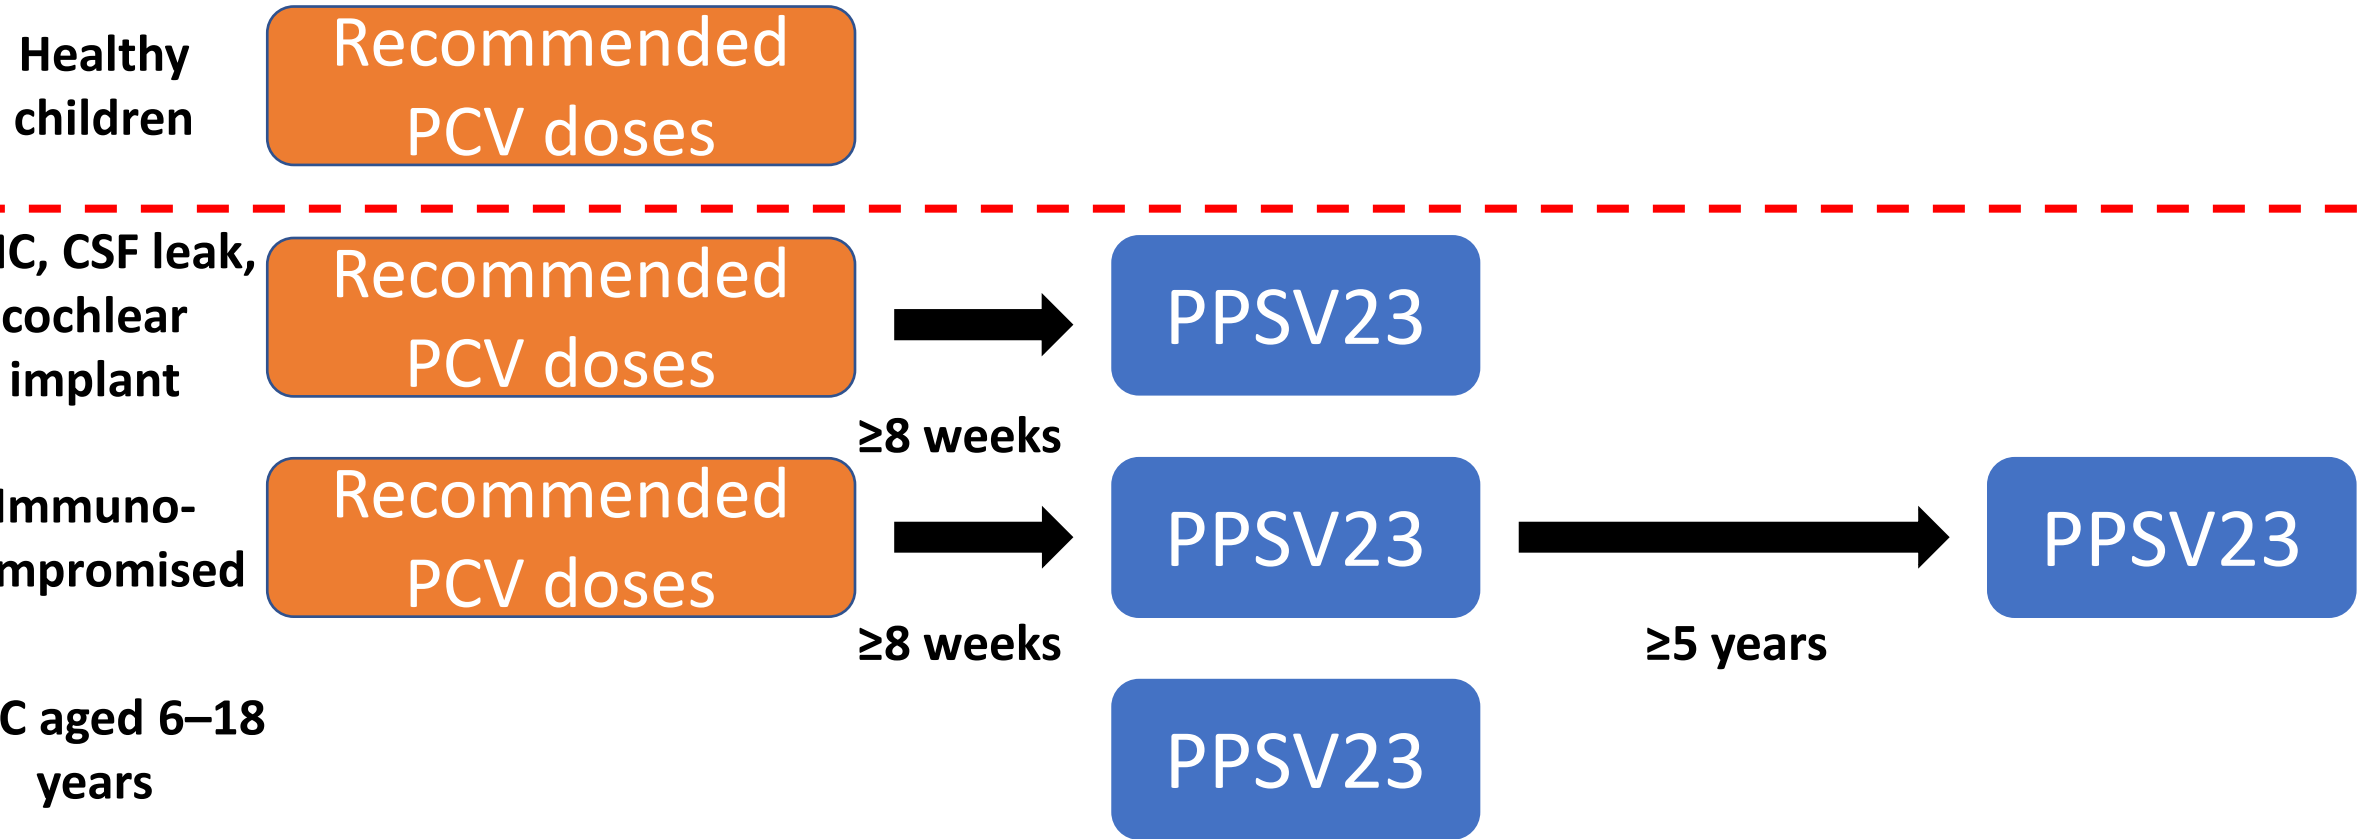 Healthy
children
Recommended
PCV doses
CSF leak,
cochlear
implant
Recommended
PCV doses
≥8 weeks
PPSV23
Immuno-
mpromised
Recommended
PCV doses
≥8 weeks
PPSV23
≥5 years
PPSV23
C aged 6–18
years
PPSV23